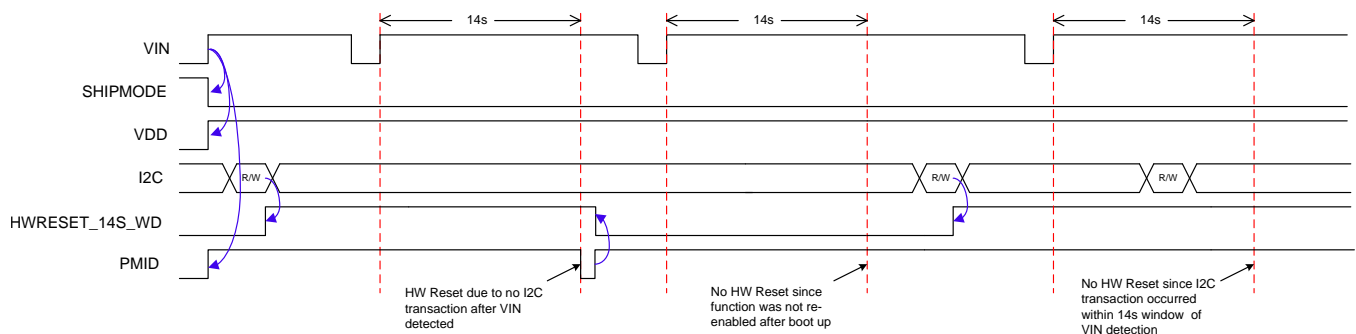 14s
14s
14s
VIN
SHIPMODE
VDD
I2C
R/W
R/W
R/W
HWRESET_14S_WD
PMID
HW Reset due to no I2C
transaction after VIN
detected
No HW Reset since
function was not re-
enabled after boot up
No HW Reset since I2C
transaction occurred
within 14s window of
VIN detection